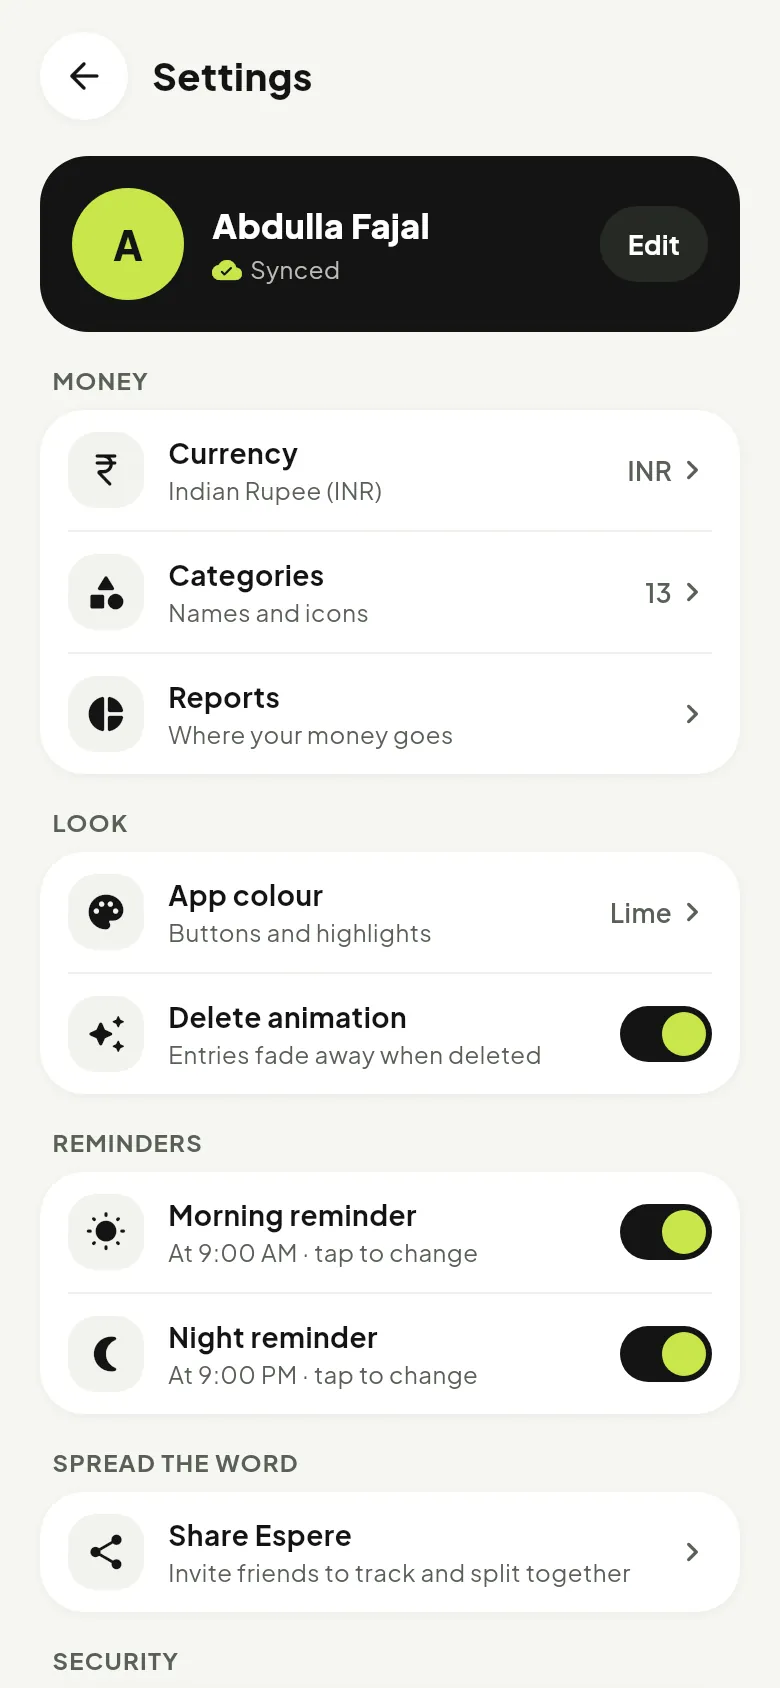 Settings
A
Abdulla Fajal
Synced
Edit
MONEY
₹
Currency
Indian Rupee (INR)
INR
Categories
Names and icons
13
Reports
Where your money goes
LOOK
App colour
Buttons and highlights
Lime
Delete animation
Entries fade away when deleted
REMINDERS
Morning reminder
At 9:00 AM · tap to change
Night reminder
At 9:00 PM · tap to change
SPREAD THE WORD
Share Espere
Invite friends to track and split together
SECURITY